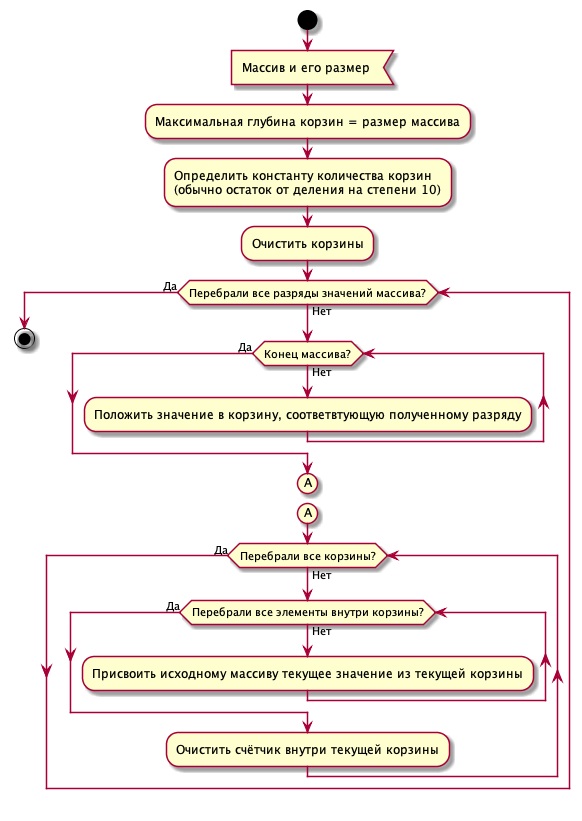 Массив и его размер
Максимальная глубина корзин = размер массива
Определить константу количества корзин
(обычно остаток от деления на степени 10)
Очистить корзины
Да
Перебрали все разряды значений массива?
Нет
Да
Конец массива?
Нет
Положить значение в корзину, соответвтующую полученному разряду
A
A
Да
Перебрали все корзины?
Нет
Да
Перебрали все элементы внутри корзины?
Нет
Присвоить исходному массиву текущее значение из текущей корзины
Очистить счётчик внутри текущей корзины